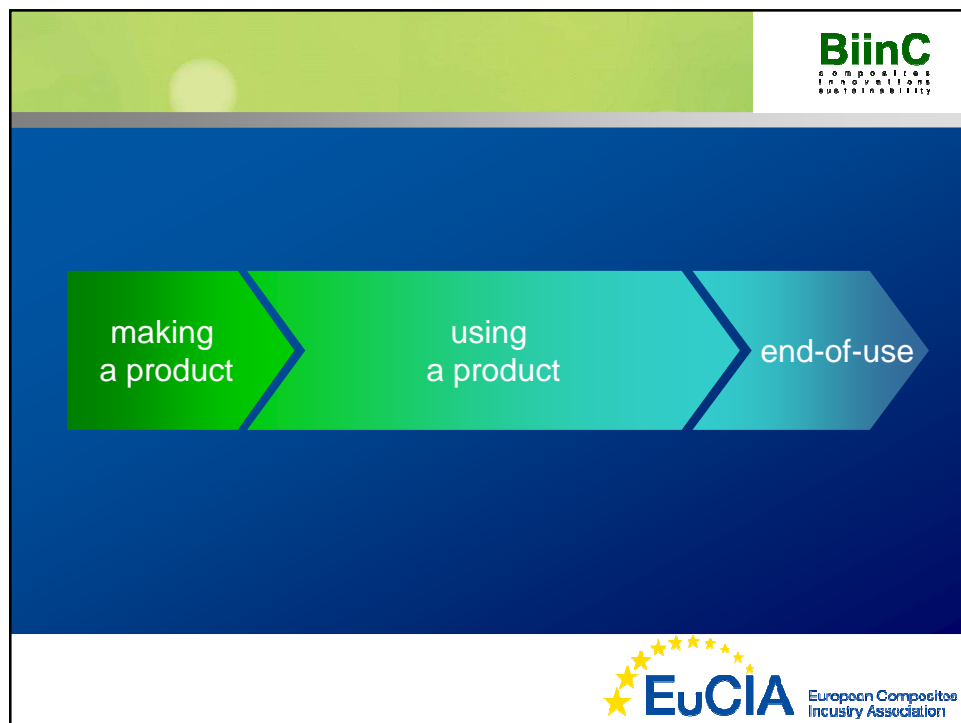 BiinC
composites
innovations
sustainability
making
a product
using
a product
end-of-use
EuCIA
European Composites
Industry Association